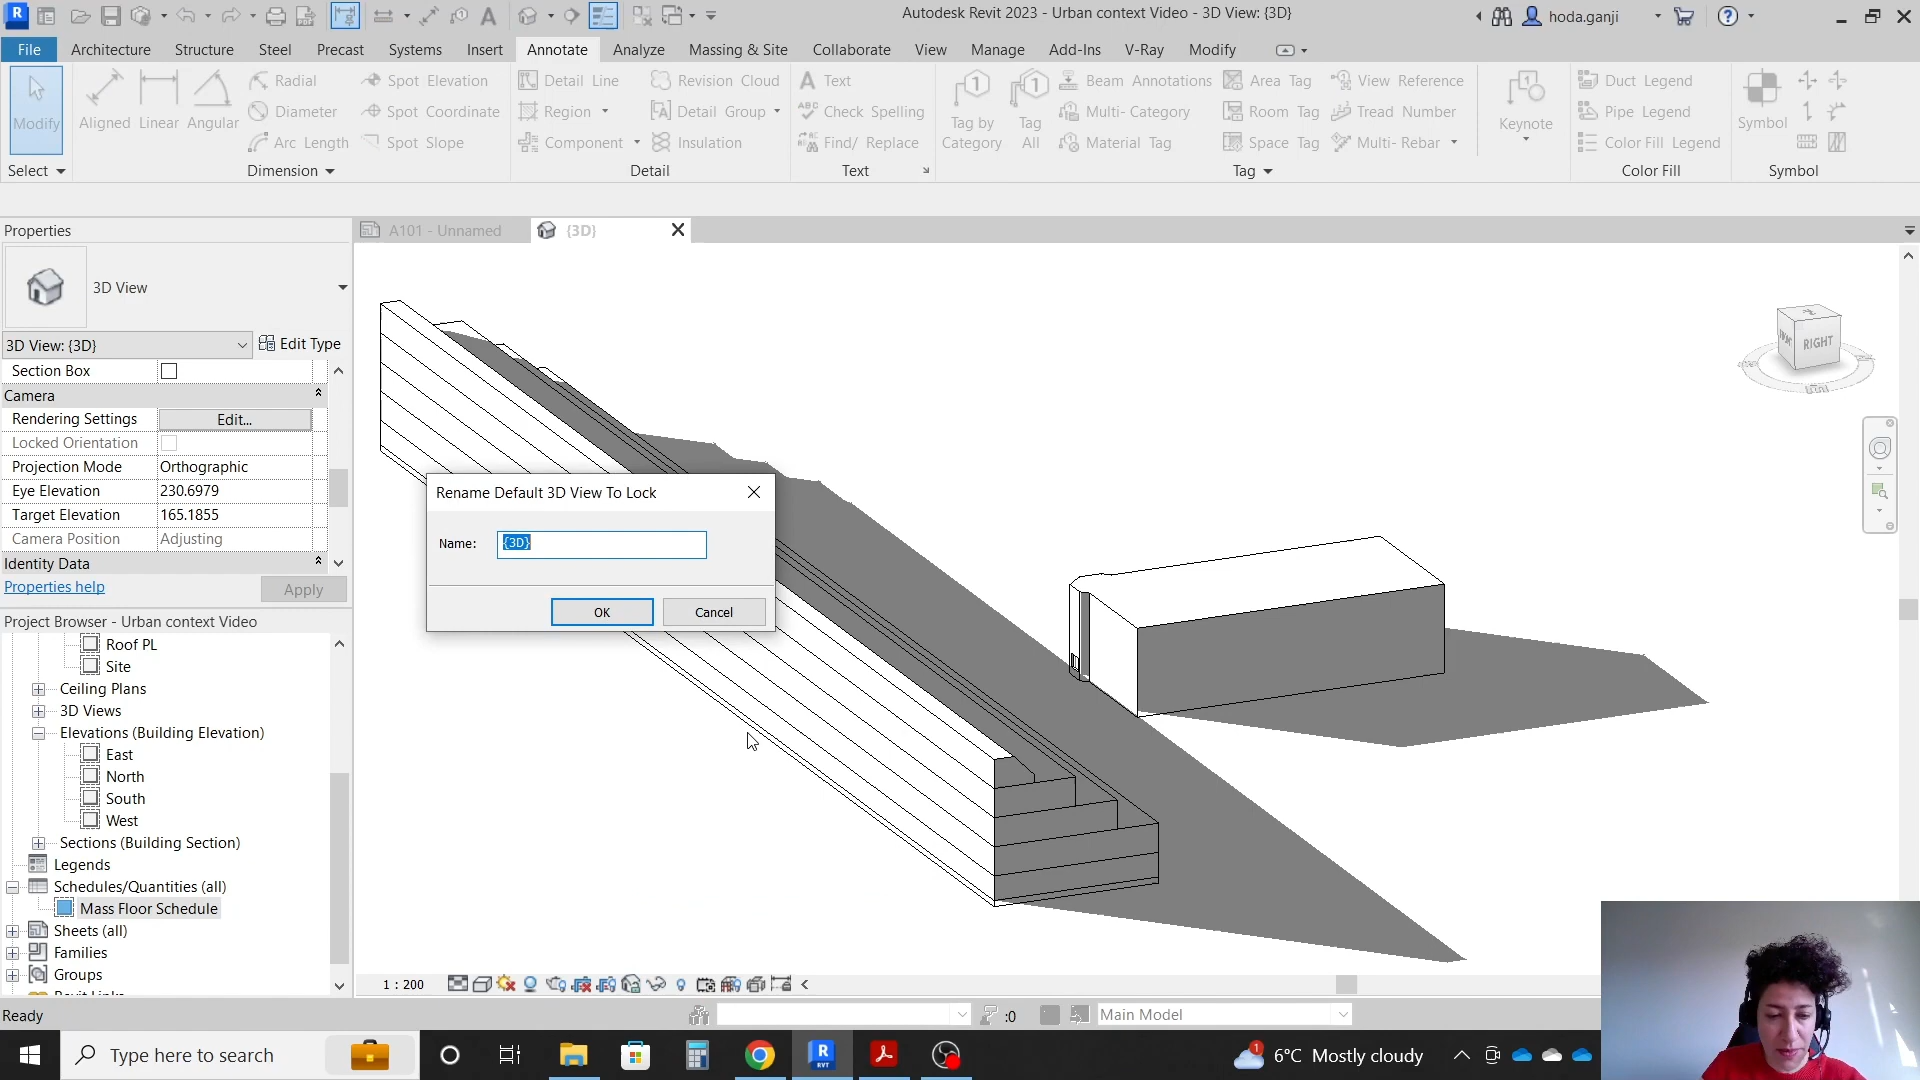 Autodesk Revit 2023 - Urban context Video - 3D View: {3D}
hoda.ganji
File Architecture Structure Steel Precast Systems Insert Annotate Analyze Massing & Site Collaborate View Manage Add-Ins V-Ray Modify
Modify
Aligned Linear Angular
Radial
Diameter
Arc Length
Spot Elevation
Spot Coordinate
Spot Slope
Detail Line
Region
Component
Revision Cloud
Detail Group
Insulation
Text
Check Spelling
Find/ Replace
Tag by Category
Tag All
Beam Annotations
Multi- Category
Material Tag
Area Tag
Room Tag
Space Tag
View Reference
Tread Number
Multi- Rebar
Keynote
Duct Legend
Pipe Legend
Color Fill Legend
Symbol
Select Dimension Detail Text Tag Color Fill Symbol
Properties
A101 - Unnamed {3D}
3D View
3D View: {3D} Edit Type
Section Box
Camera
Rendering Settings Edit...
Locked Orientation
Projection Mode Orthographic
Eye Elevation 230.6979
Target Elevation 165.1855
Camera Position Adjusting
Identity Data
Properties help Apply
Project Browser - Urban context Video
Roof PL
Site
Ceiling Plans
3D Views
Elevations (Building Elevation)
East
North
South
West
Sections (Building Section)
Legends
Schedules/Quantities (all)
Mass Floor Schedule
Sheets (all)
Families
Groups
Rename Default 3D View To Lock
Name: {3D}
OK Cancel
RIGHT
1 : 200
Ready
:0
Main Model
Type here to search
1
6°C Mostly cloudy